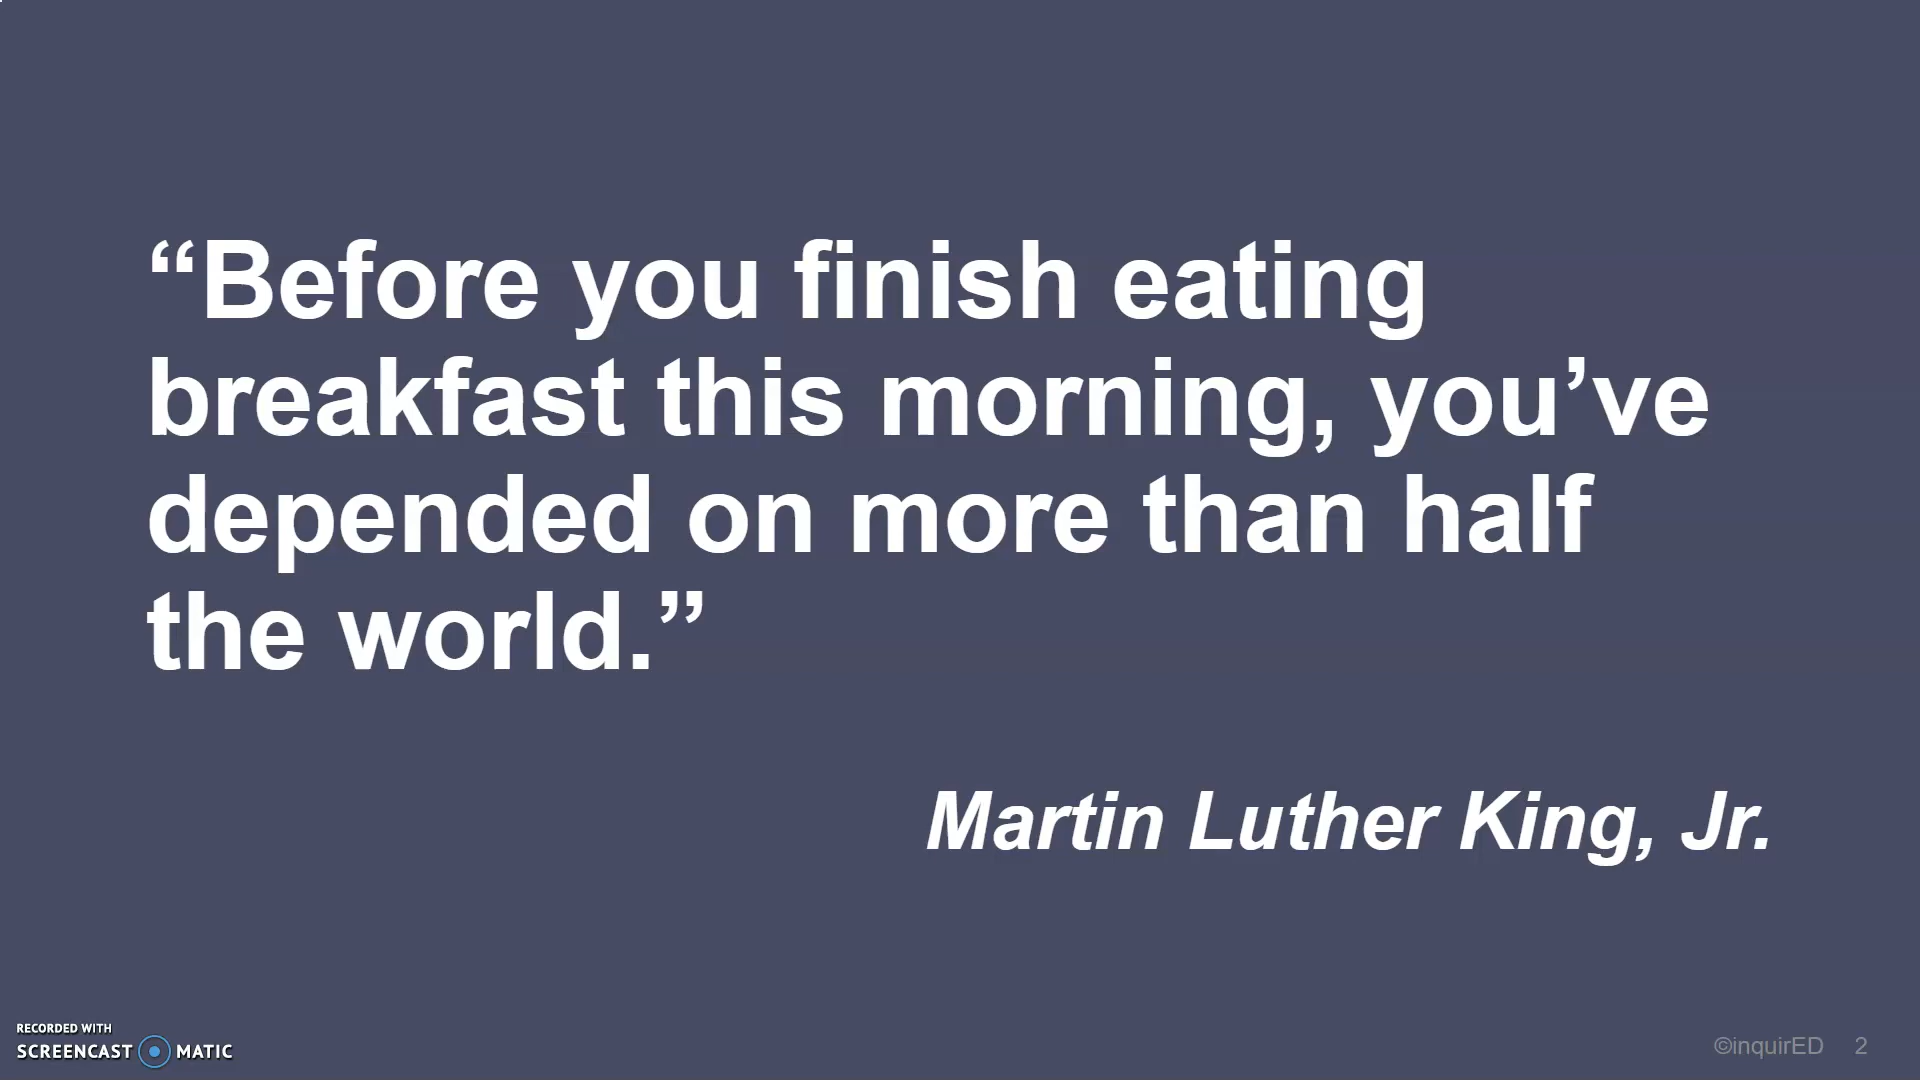 “Before you finish eating
breakfast this morning, you’ve
depended on more than half
the world.”
Martin Luther King, Jr.
RECORDED WITH
SCREENCAST MATIC
©inquirED 2